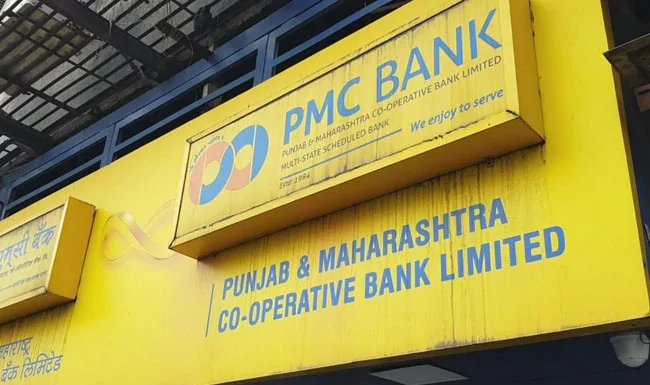 PMC BANK
PUNJAB & MAHARASHTRA CO-OPERATIVE BANK LIMITED
MULTI-STATE SCHEDULED BANK
Estd 1984
We enjoy to serve
PUNJAB & MAHARASHTRA
CO-OPERATIVE BANK LIMITED
बँक
बँक लिमिटेड